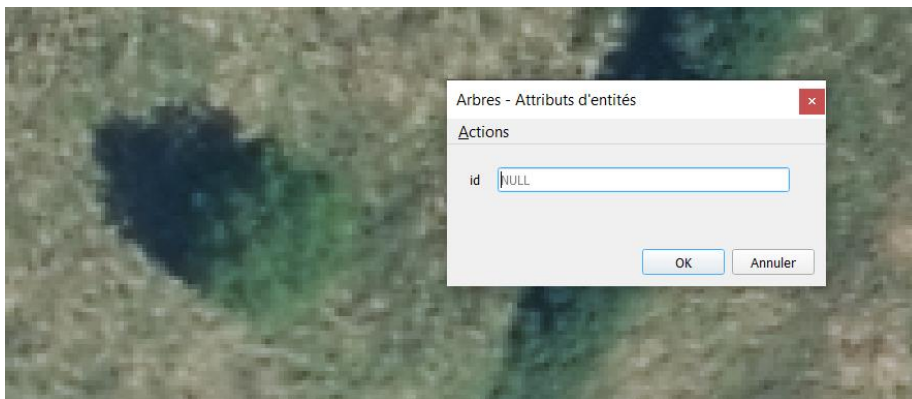 Arbres - Attributs d'entités
Actions
id NULL
OK Annuler